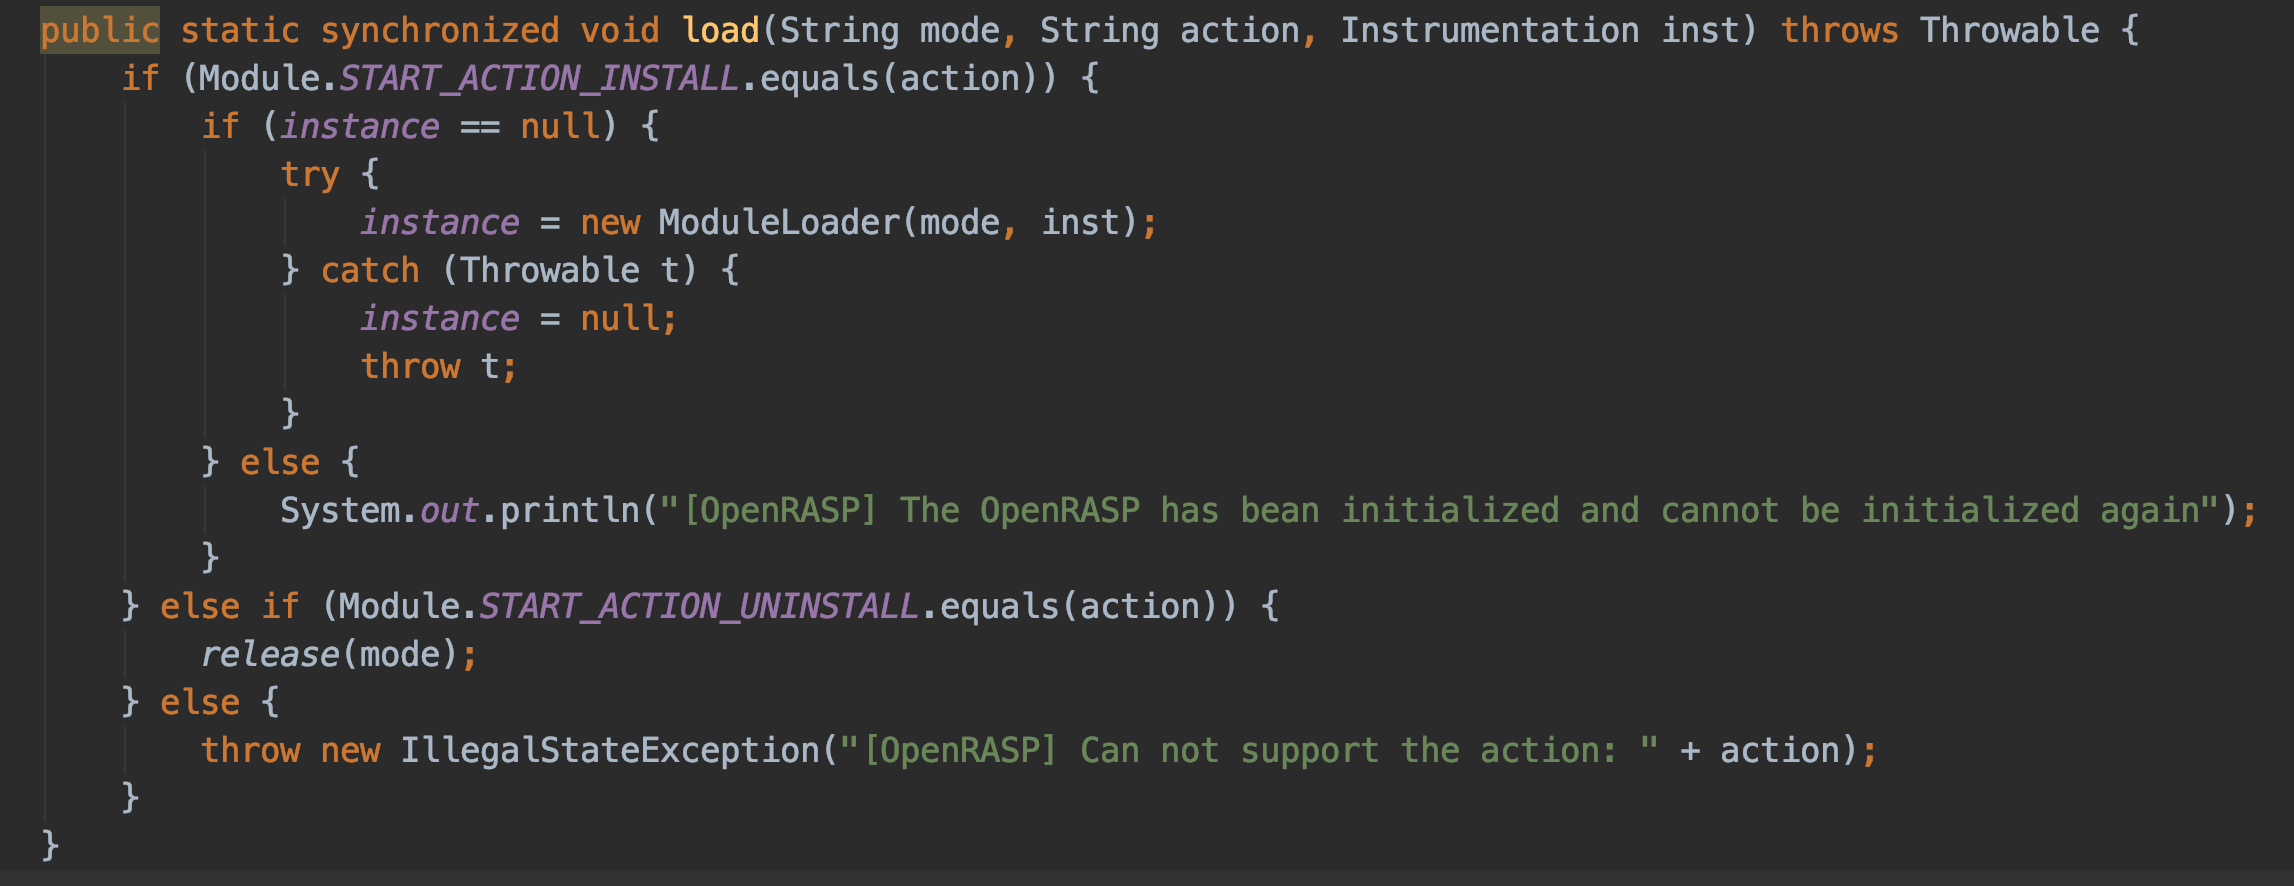 public static synchronized void load(String mode, String action, Instrumentation inst) throws Throwable {
    if (Module.START_ACTION_INSTALL.equals(action)) {
        if (instance == null) {
            try {
                instance = new ModuleLoader(mode, inst);
            } catch (Throwable t) {
                instance = null;
                throw t;
            }
        } else {
            System.out.println("[OpenRASP] The OpenRASP has bean initialized and cannot be initialized again");
        }
    } else if (Module.START_ACTION_UNINSTALL.equals(action)) {
        release(mode);
    } else {
        throw new IllegalStateException("[OpenRASP] Can not support the action: " + action);
    }
}